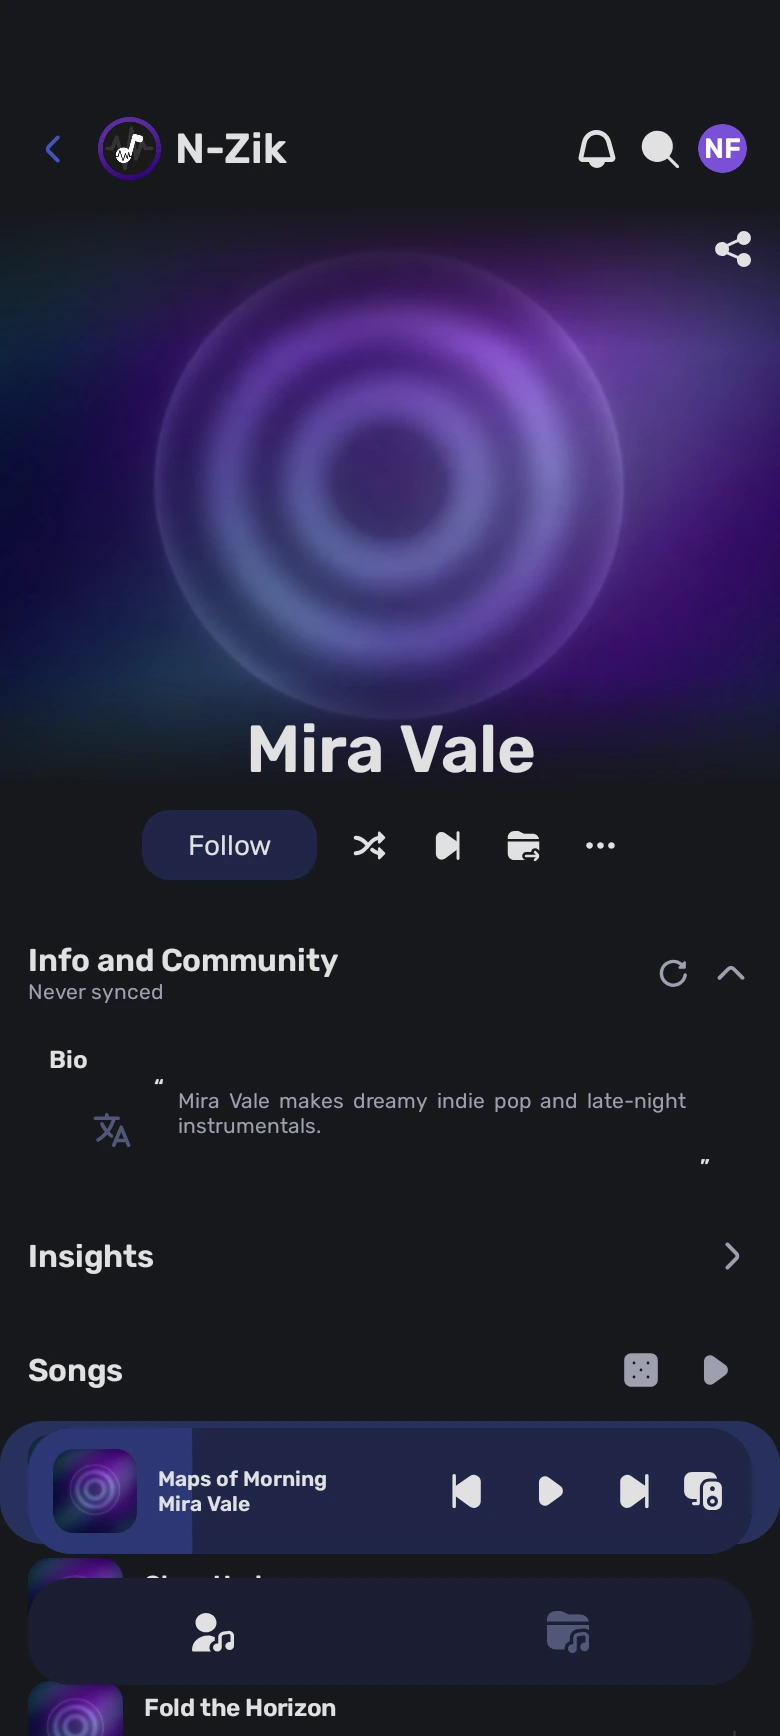 N-Zik
NF
Mira Vale
Follow
Info and Community
Never synced
Bio
“
Mira Vale makes dreamy indie pop and late-night
instrumentals.
”
Insights
Songs
Maps of Morning
Mira Vale
Fold the Horizon